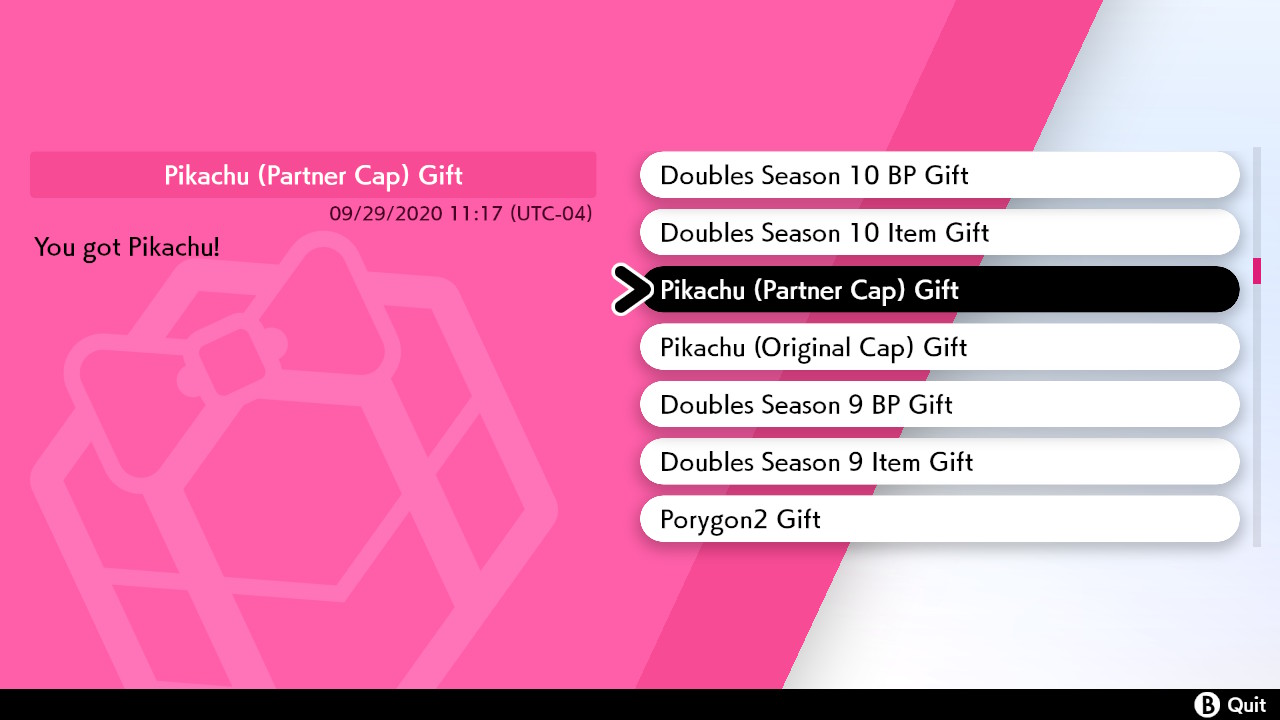 Pikachu (Partner Cap) Gift
09/29/2020 11:17 (UTC-04)
You got Pikachu!
Doubles Season 10 BP Gift
Doubles Season 10 Item Gift
Pikachu (Partner Cap) Gift
Pikachu (Original Cap) Gift
Doubles Season 9 BP Gift
Doubles Season 9 Item Gift
Porygon2 Gift
B Quit